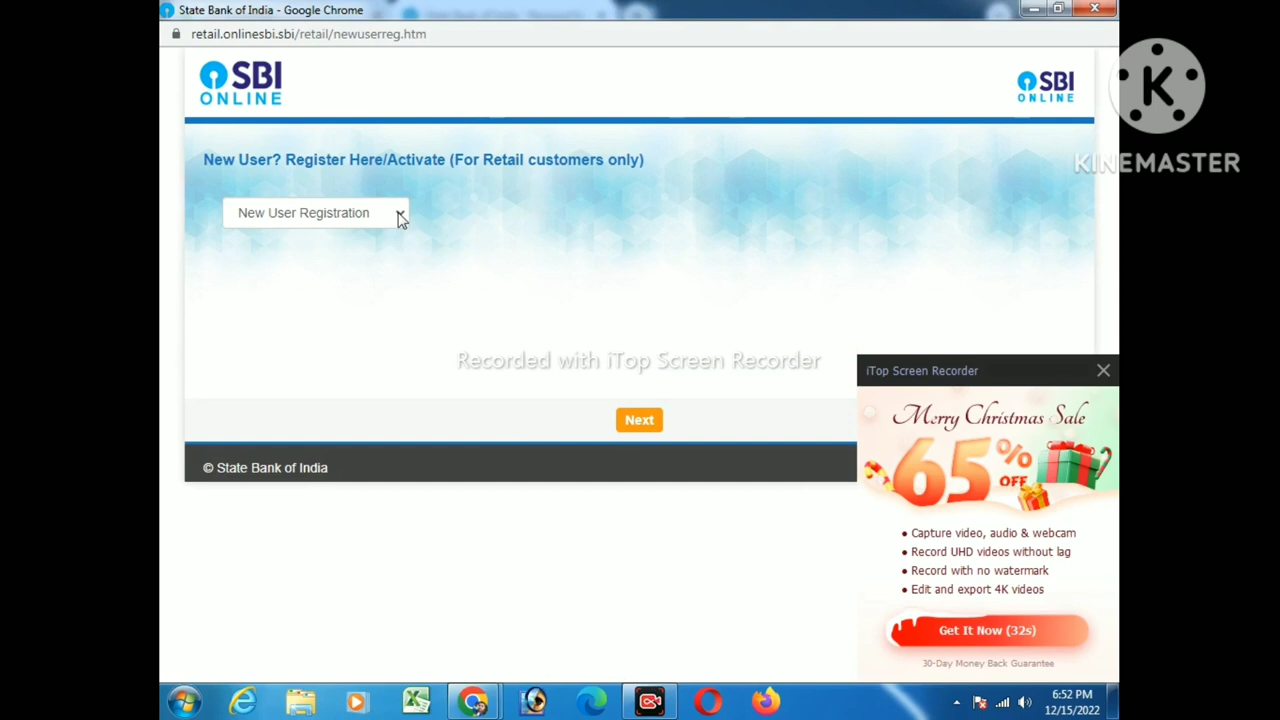 State Bank of India - Google Chrome
retail.onlinesbi.sbi/retail/newuserreg.htm
SBI
ONLINE
SBI
ONLINE
K
KINEMASTER
New User? Register Here/Activate (For Retail customers only)
New User Registration
Recorded with iTop Screen Recorder
Next
© State Bank of India
iTop Screen Recorder
Merry Christmas Sale
65% OFF
• Capture video, audio & webcam
• Record UHD videos without lag
• Record with no watermark
• Edit and export 4K videos
Get It Now (32s)
30-Day Money Back Guarantee
6:52 PM
12/15/2022